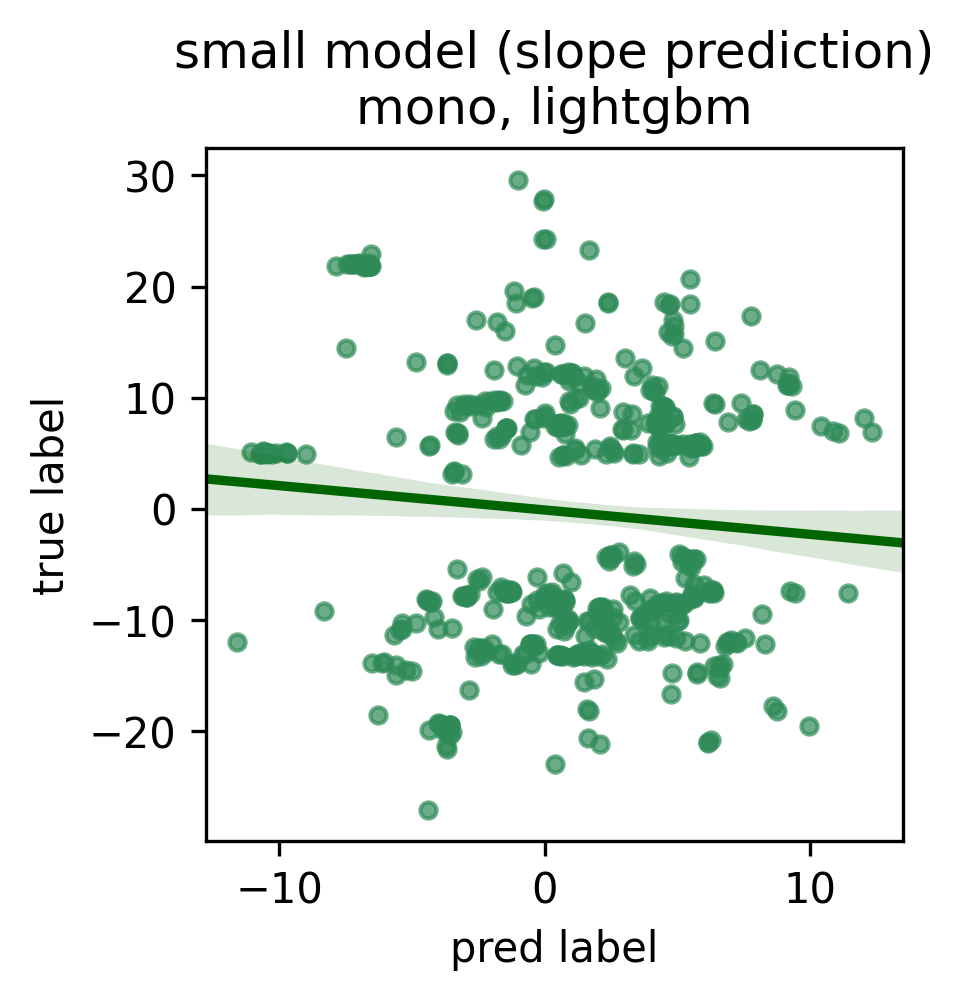 small model (slope prediction)
mono, lightgbm
30
20
10
0
−10
−20
true label
−10
0
10
pred label